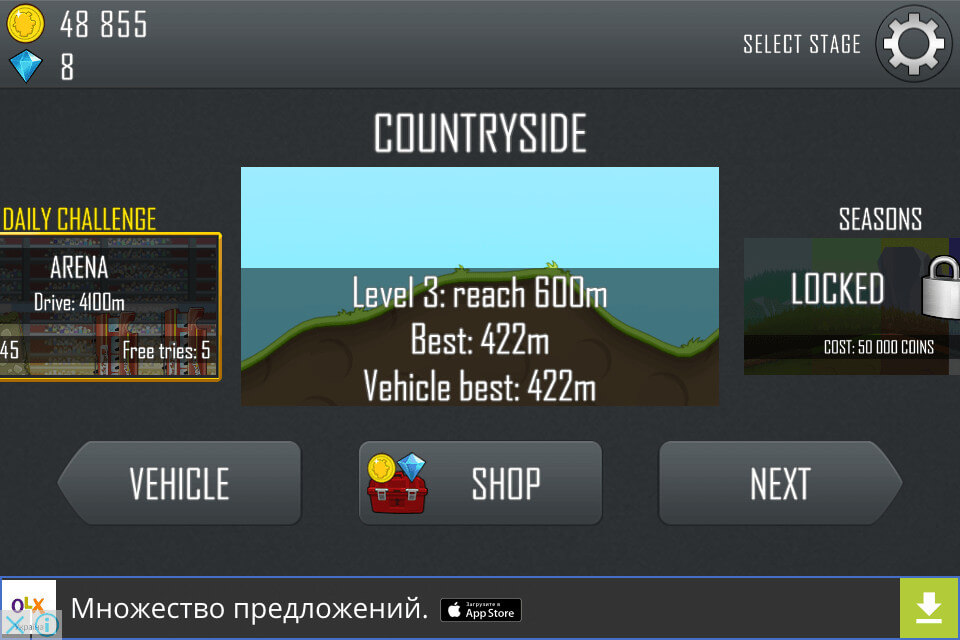 48 855
8
SELECT STAGE
COUNTRYSIDE
DAILY CHALLENGE
ARENA
Drive: 4100m
45
Free tries: 5
Level 3: reach 600m
Best: 422m
Vehicle best: 422m
SEASONS
LOCKED
COST: 50 000 COINS
VEHICLE
SHOP
NEXT
OLX
Україна
Множество предложений.
Загрузите в
App Store